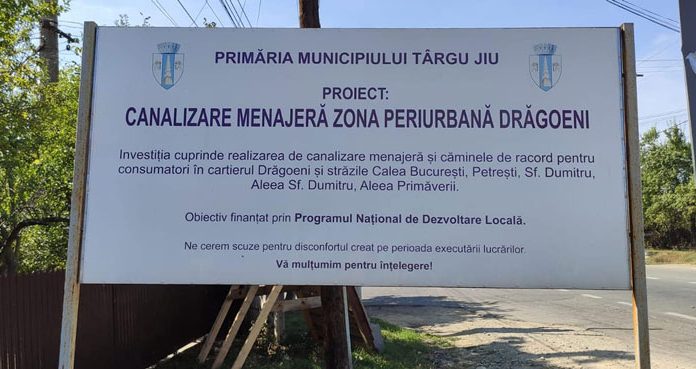 PRIMĂRIA MUNICIPIULUI TÂRGU JIU
PROIECT:
CANALIZARE MENAJERĂ ZONA PERIURBANĂ DRĂGOENI
Investiția cuprinde realizarea de canalizare menajeră și căminele de racord pentru
consumatori în cartierul Drăgoeni și străzile Calea București, Petrești, Sf. Dumitru,
Aleea Sf. Dumitru, Aleea Primăverii.
Obiectiv finanțat prin Programul Național de Dezvoltare Locală.
Ne cerem scuze pentru disconfortul creat pe perioada executării lucrărilor.
Vă mulțumim pentru înțelegere!